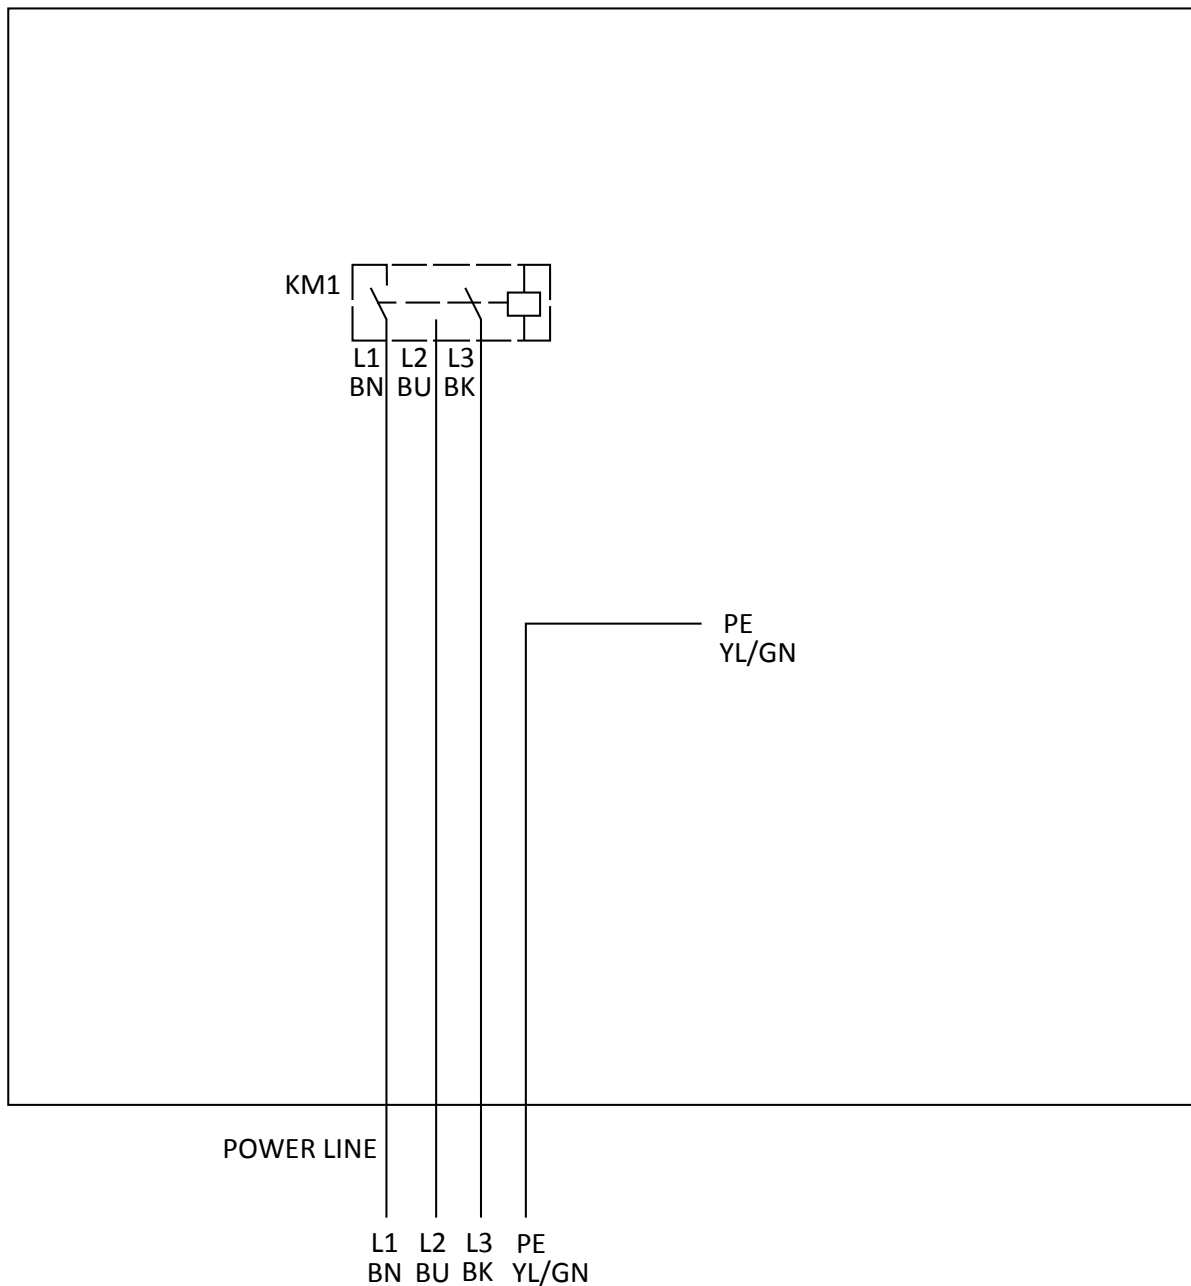 KM1
L1 L2 L3
BN BU BK
PE
YL/GN
POWER LINE
L1 L2 L3 PE
BN BU BK YL/GN